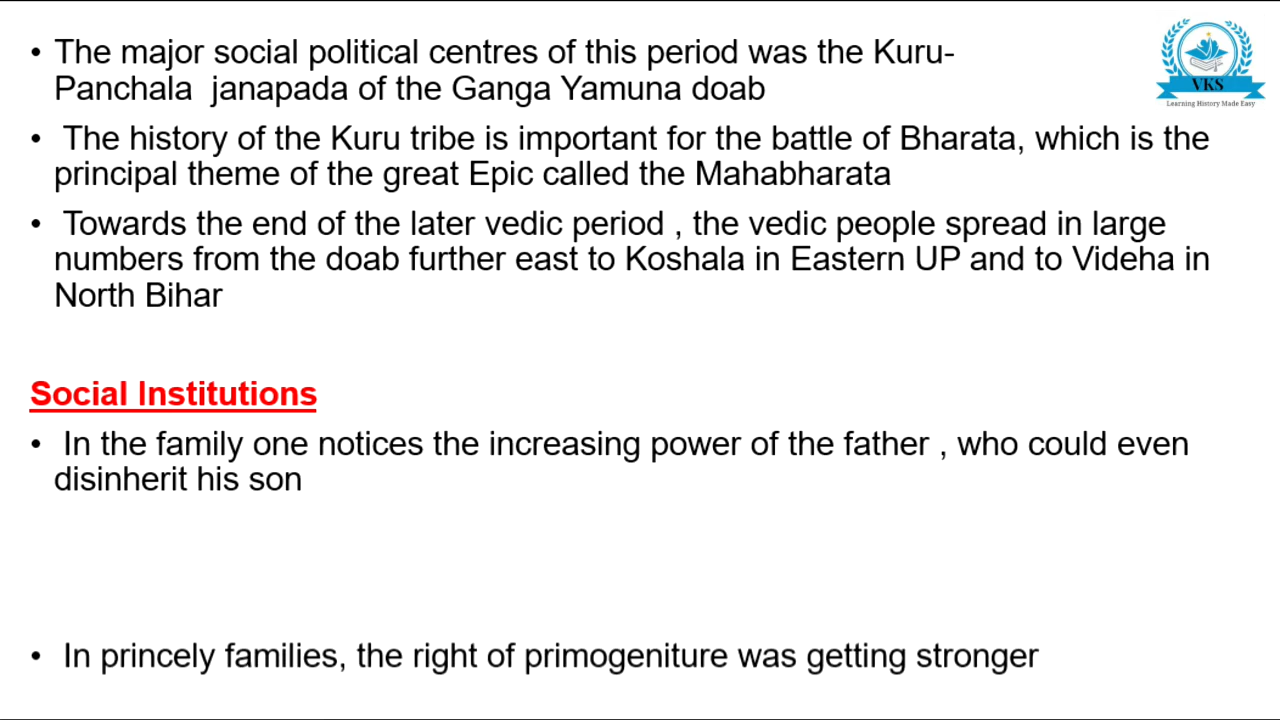 • The major social political centres of this period was the Kuru-
Panchala janapada of the Ganga Yamuna doab
• The history of the Kuru tribe is important for the battle of Bharata, which is the
principal theme of the great Epic called the Mahabharata
• Towards the end of the later vedic period , the vedic people spread in large
numbers from the doab further east to Koshala in Eastern UP and to Videha in
North Bihar
Social Institutions
• In the family one notices the increasing power of the father , who could even
disinherit his son
• In princely families, the right of primogeniture was getting stronger
VKS
Learning History Made Easy